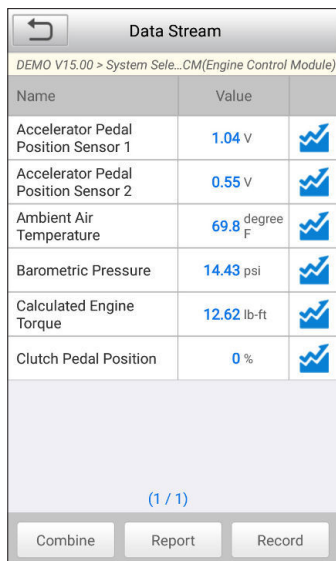 Data Stream
DEMO V15.00 > System Sele...CM(Engine Control Module)
Name Value
Accelerator Pedal
Position Sensor 1 1.04 V
Accelerator Pedal
Position Sensor 2 0.55 V
Ambient Air
Temperature 69.8 degree F
Barometric Pressure 14.43 psi
Calculated Engine
Torque 12.62 lb-ft
Clutch Pedal Position 0 %
(1 / 1)
Combine Report Record